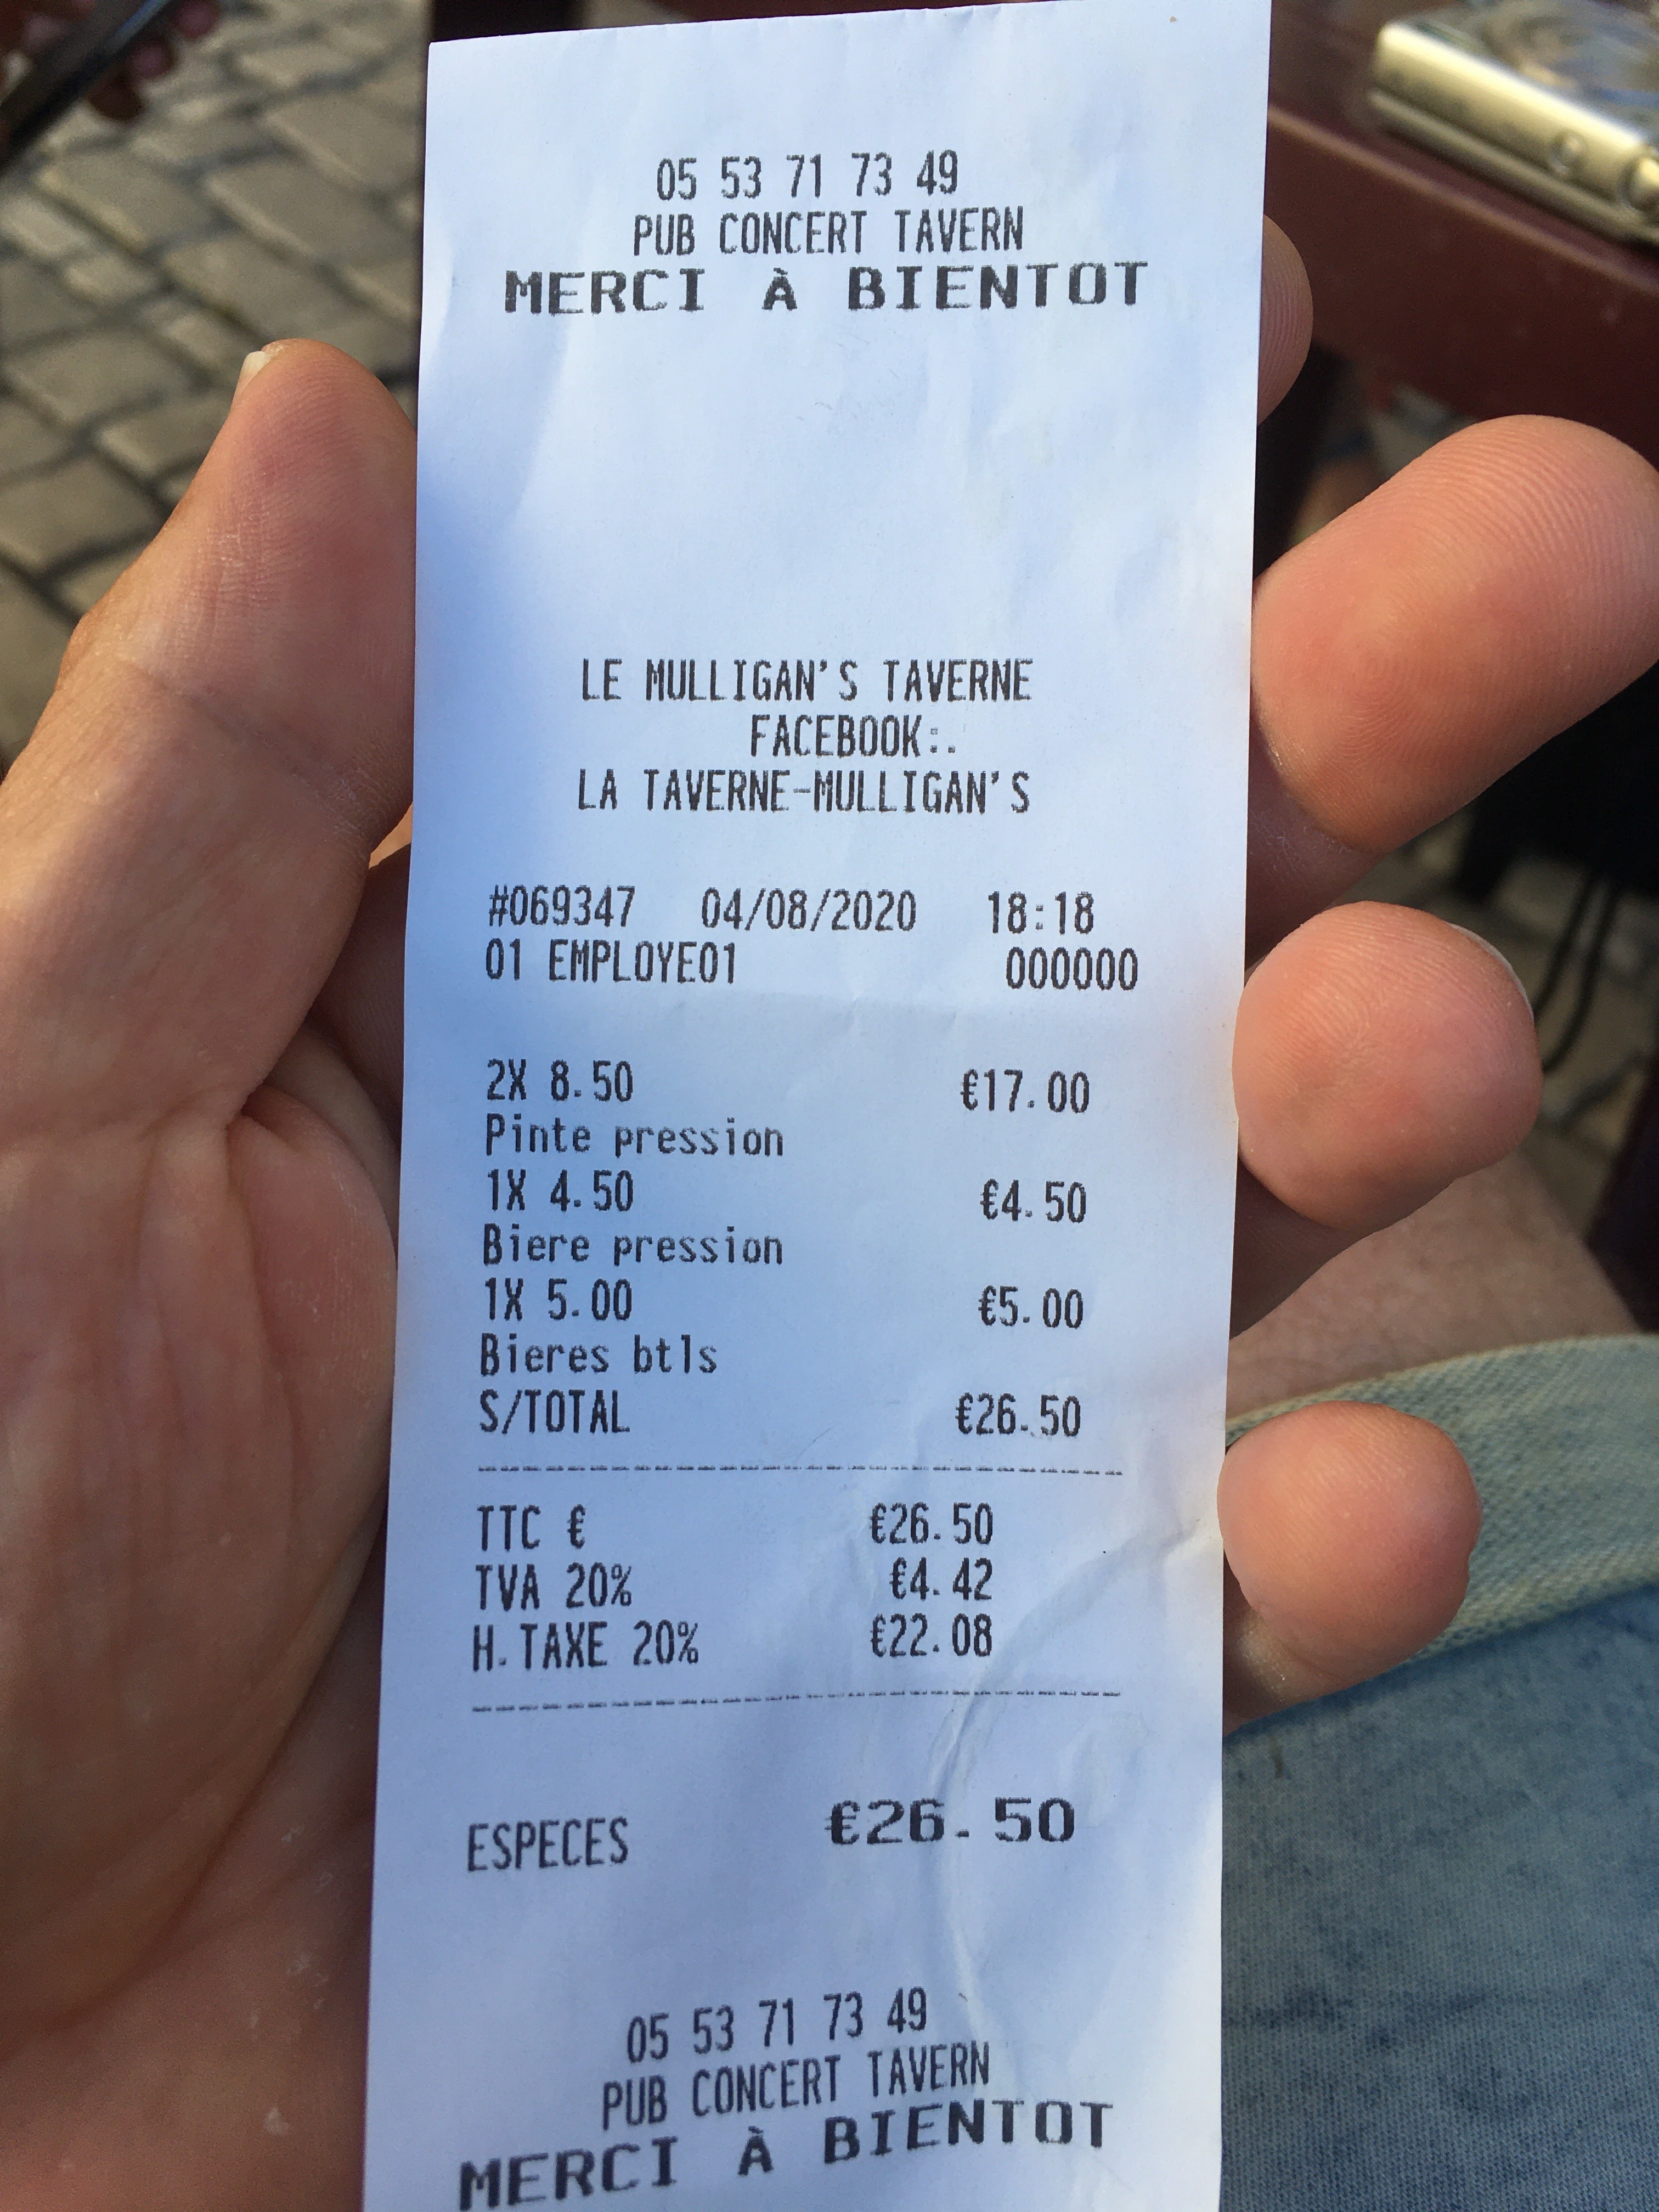 05 53 71 73 49
PUB CONCERT TAVERN
MERCI À BIENTOT
LE MULLIGAN'S TAVERNE
FACEBOOK:.
LA TAVERNE-MULLIGAN'S
#069347 04/08/2020 18:18
01 EMPLOYE01 000000
2X 8.50 €17.00
Pinte pression
1X 4.50 €4.50
Biere pression
1X 5.00 €5.00
Bieres btls
S/TOTAL €26.50
TTC € €26.50
TVA 20% €4.42
H.TAXE 20% €22.08
ESPECES €26.50
05 53 71 73 49
PUB CONCERT TAVERN
MERCI À BIENTOT